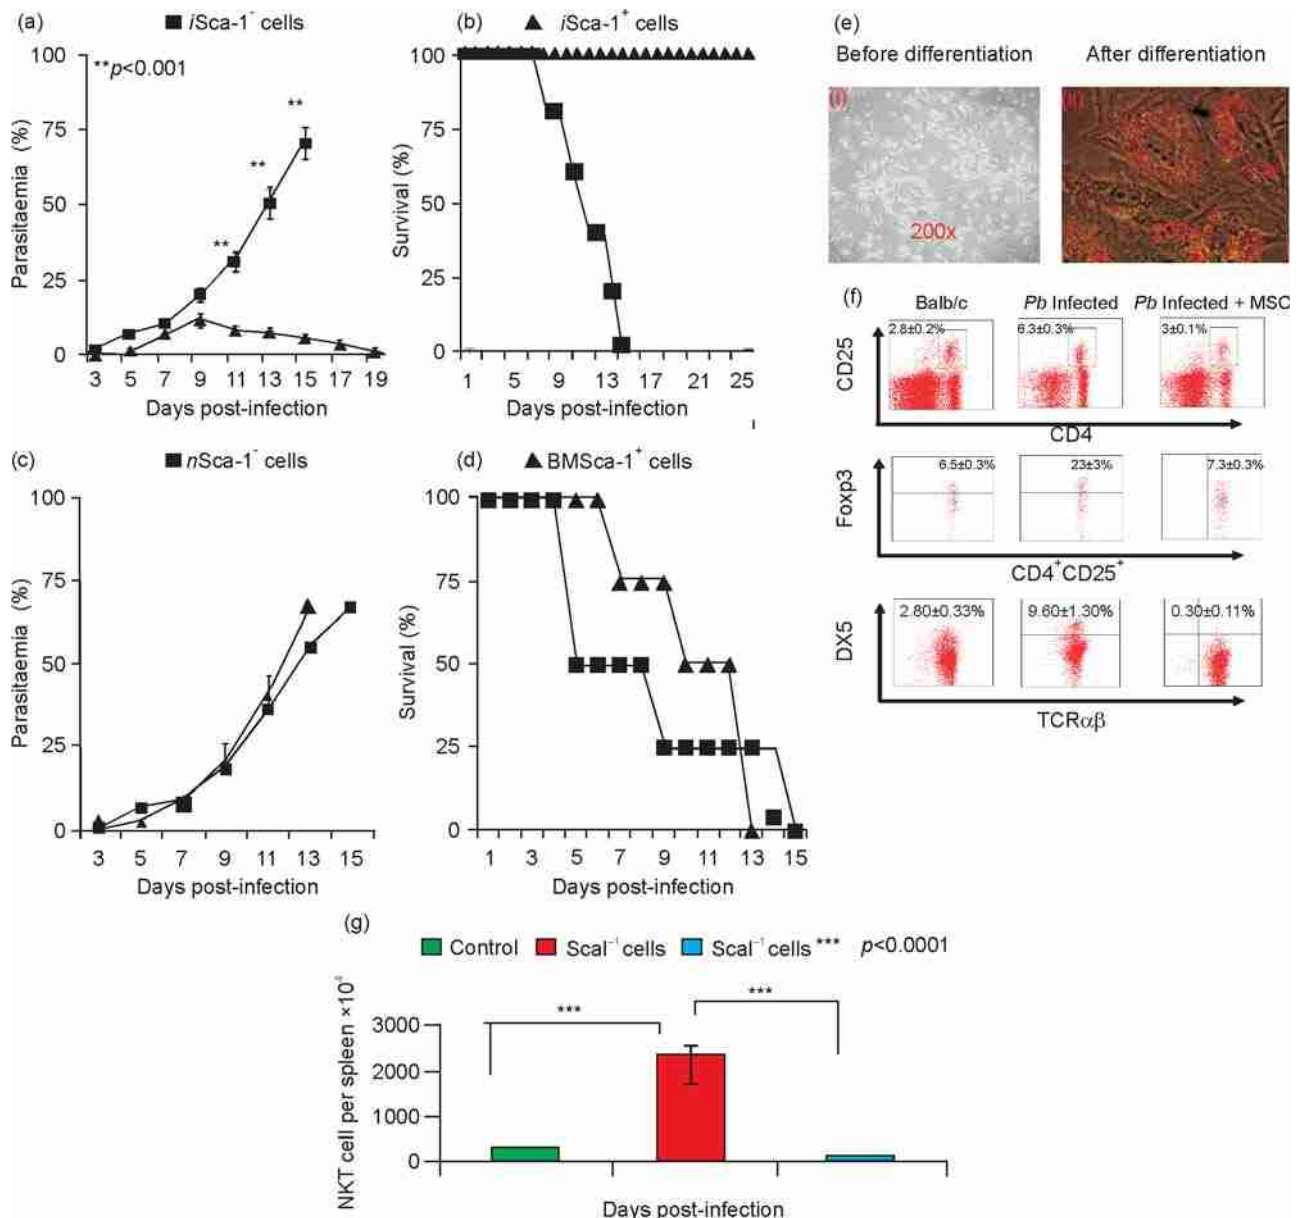 (a)
■ iSca-1⁻ cells
(b)
▲ iSca-1⁺ cells
**p<0.001
**
**
**
Parasitaemia (%)
100
75
50
25
0
3 5 7 9 11 13 15 17 19
Days post-infection
Survival (%)
100
75
50
25
0
1 5 9 13 17 21 25
Days post-infection
(c)
■ nSca-1⁻ cells
(d)
▲ BMSca-1⁺ cells
Parasitaemia (%)
100
75
50
25
0
3 5 7 9 11 13 15
Days post-infection
Survival (%)
100
75
50
25
0
1 3 5 7 9 11 13 15
Days post-infection
(e)
Before differentiation
After differentiation
(i)
(ii)
200x
(f)
Balb/c
Pb Infected
Pb Infected + MSC
2.8±0.2%
6.3±0.3%
3±0.1%
CD25
CD4
6.5±0.3%
23±3%
7.3±0.3%
Foxp3
CD4⁺CD25⁺
2.80±0.33%
9.60±1.30%
0.30±0.11%
DX5
TCRαβ
(g)
Control
Scal⁻¹ cells
Scal⁻¹ cells *** p<0.0001
***
***
NKT cell per spleen
3000
2000
1000
0
Days post-infection